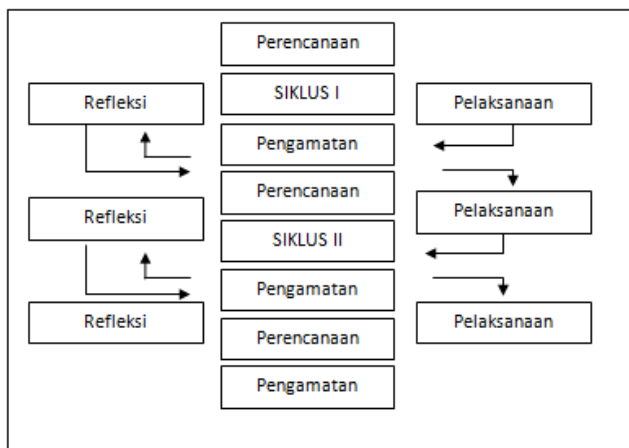 Perencanaan
Refleksi
SIKLUS I
Pelaksanaan
Pengamatan
Perencanaan
Refleksi
Pelaksanaan
SIKLUS II
Pengamatan
Refleksi
Perencanaan
Pelaksanaan
Pengamatan